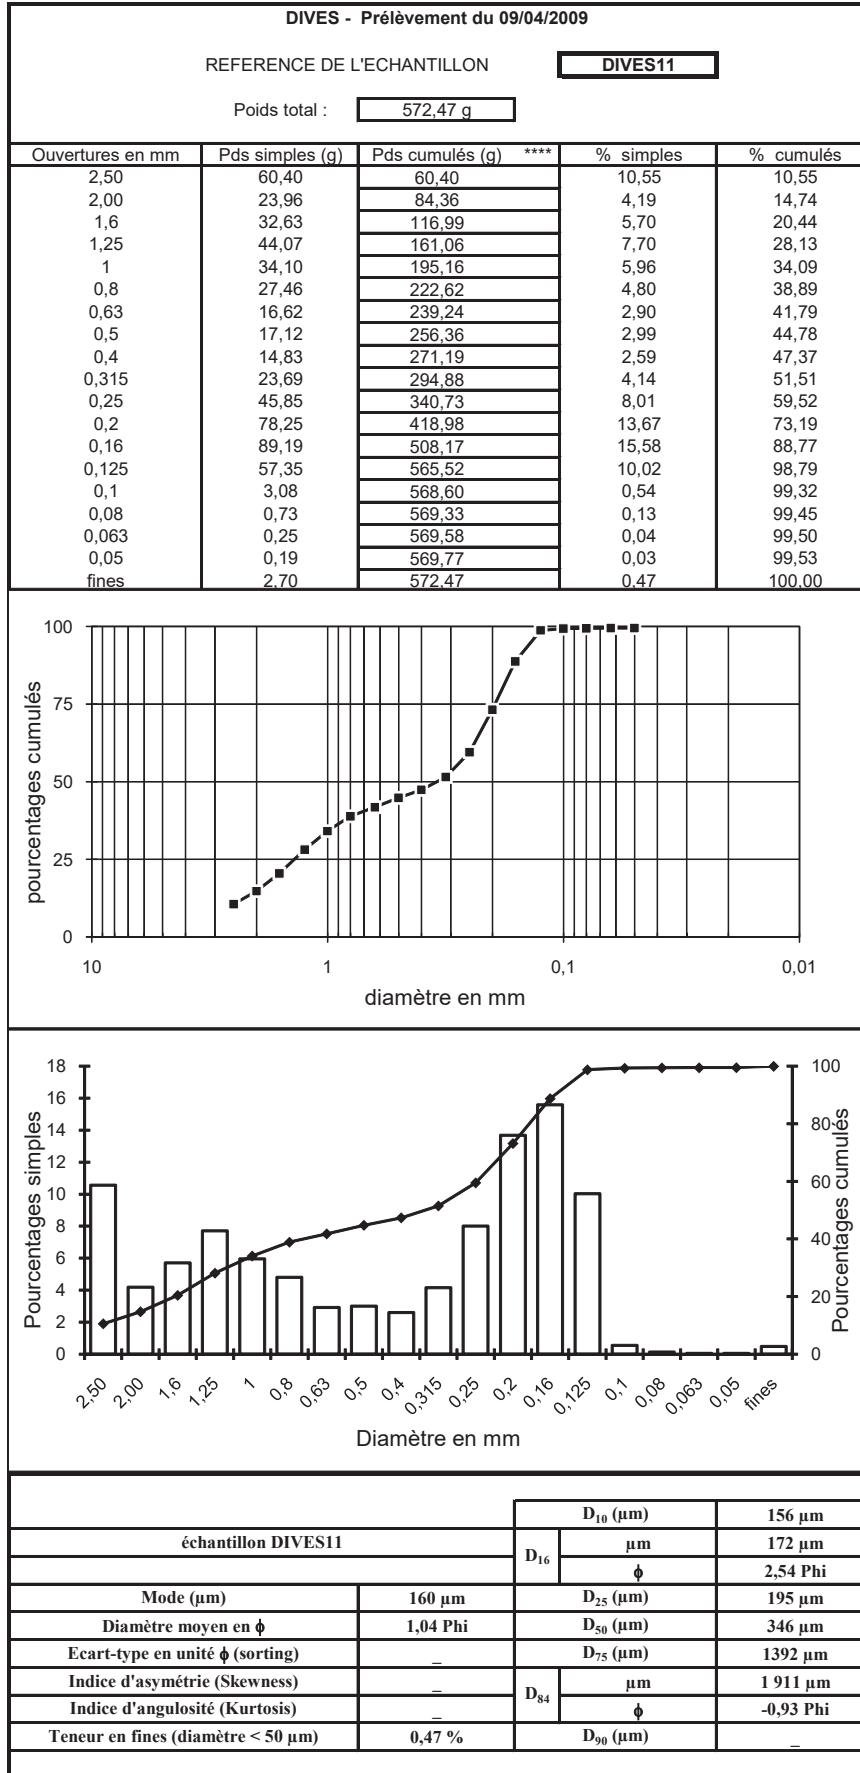 DIVES - Prélèvement du 09/04/2009
REFERENCE DE L'ECHANTILLON DIVES11
Poids total : 572,47 g
Ouvertures en mm Pds simples (g) Pds cumulés (g) **** % simples % cumulés
2,50 60,40 60,40 10,55 10,55
2,00 23,96 84,36 4,19 14,74
1,6 32,63 116,99 5,70 20,44
1,25 44,07 161,06 7,70 28,13
1 34,10 195,16 5,96 34,09
0,8 27,46 222,62 4,80 38,89
0,63 16,62 239,24 2,90 41,79
0,5 17,12 256,36 2,99 44,78
0,4 14,83 271,19 2,59 47,37
0,315 23,69 294,88 4,14 51,51
0,25 45,85 340,73 8,01 59,52
0,2 78,25 418,98 13,67 73,19
0,16 89,19 508,17 15,58 88,77
0,125 57,35 565,52 10,02 98,79
0,1 3,08 568,60 0,54 99,32
0,08 0,73 569,33 0,13 99,45
0,063 0,25 569,58 0,04 99,50
0,05 0,19 569,77 0,03 99,53
fines 2,70 572,47 0,47 100,00
pourcentages cumulés
100
75
50
25
0
10 1 0,1 0,01
diamètre en mm
Pourcentages simples
18
16
14
12
10
8
6
4
2
0
100
80
60
40
20
0
Pourcentages cumulés
2,50 2,00 1,6 1,25 1 0,8 0,63 0,5 0,4 0,315 0,25 0,2 0,16 0,125 0,1 0,08 0,063 0,05 fines
Diamètre en mm
D10 (µm) 156 µm
échantillon DIVES11 D16 µm 172 µm
ϕ 2,54 Phi
Mode (µm) 160 µm D25 (µm) 195 µm
Diamètre moyen en ϕ 1,04 Phi D50 (µm) 346 µm
Ecart-type en unité ϕ (sorting) _ D75 (µm) 1392 µm
Indice d'asymétrie (Skewness) _ D84 µm 1 911 µm
Indice d'angulosité (Kurtosis) _ ϕ -0,93 Phi
Teneur en fines (diamètre < 50 µm) 0,47 % D90 (µm) _